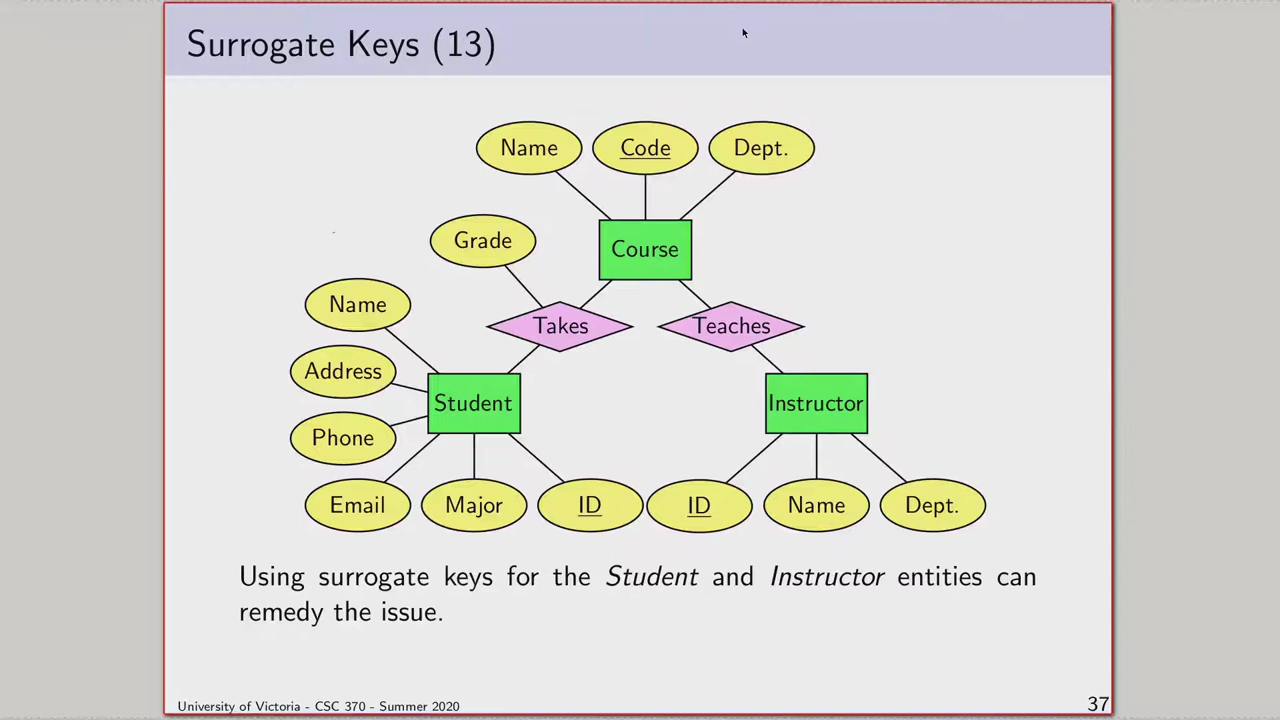 Surrogate Keys (13)
Name Code Dept.
Grade Course
Name
Takes Teaches
Address
Student Instructor
Phone
Email Major ID ID Name Dept.
Using surrogate keys for the Student and Instructor entities can
remedy the issue.
University of Victoria - CSC 370 - Summer 2020 37